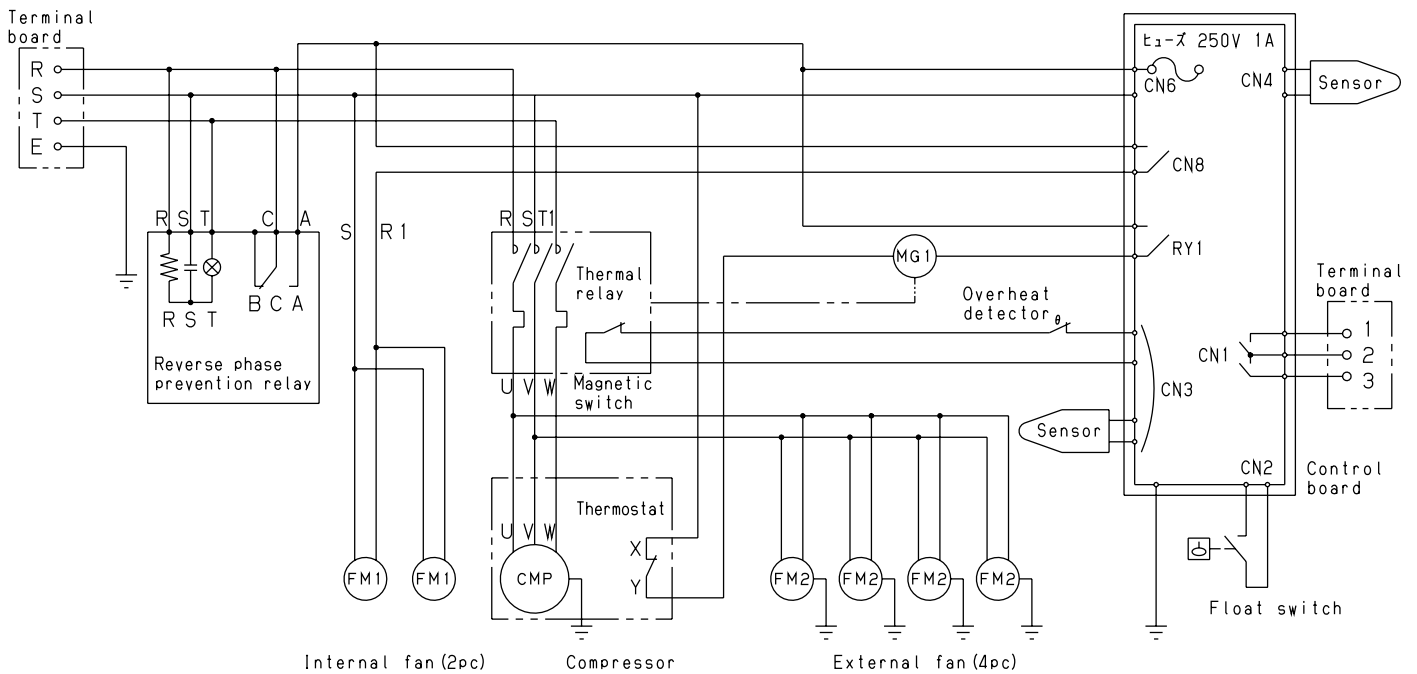 Terminal
board
R
S
T
E
ヒューズ 250V 1A
CN6
CN4
Sensor
CN8
R S T C A
S R1
R S T1
MG1
RY1
Thermal
relay
Overheat
detector
θ
Terminal
board
B C A
R S T
1
2
3
CN1
Reverse phase
prevention relay
U V W
Magnetic
switch
CN3
Sensor
CN2
Control
board
Thermostat
U V W
X
Y
FM1
FM1
CMP
FM2
FM2
FM2
FM2
Float switch
Internal fan (2pc)
Compressor
External fan (4pc)